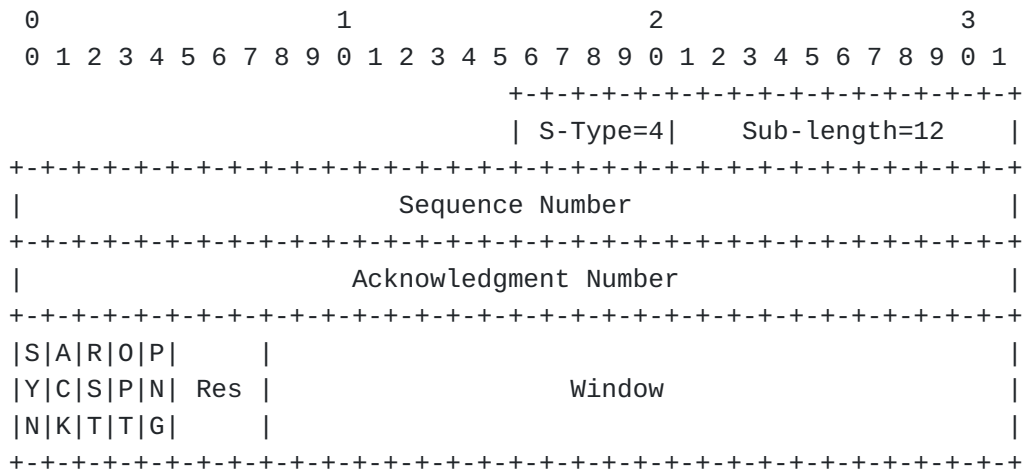 0                   1                   2                   3
 0 1 2 3 4 5 6 7 8 9 0 1 2 3 4 5 6 7 8 9 0 1 2 3 4 5 6 7 8 9 0 1
                                +-+-+-+-+-+-+-+-+-+-+-+-+-+-+-+-+
                                | S-Type=4|    Sub-length=12    |
+-+-+-+-+-+-+-+-+-+-+-+-+-+-+-+-+-+-+-+-+-+-+-+-+-+-+-+-+-+-+-+-+
|                        Sequence Number                        |
+-+-+-+-+-+-+-+-+-+-+-+-+-+-+-+-+-+-+-+-+-+-+-+-+-+-+-+-+-+-+-+-+
|                     Acknowledgment Number                     |
+-+-+-+-+-+-+-+-+-+-+-+-+-+-+-+-+-+-+-+-+-+-+-+-+-+-+-+-+-+-+-+-+
|S|A|R|O|P|     |                                               |
|Y|C|S|P|N| Res |                   Window                      |
|N|K|T|T|G|     |                                               |
+-+-+-+-+-+-+-+-+-+-+-+-+-+-+-+-+-+-+-+-+-+-+-+-+-+-+-+-+-+-+-+-+